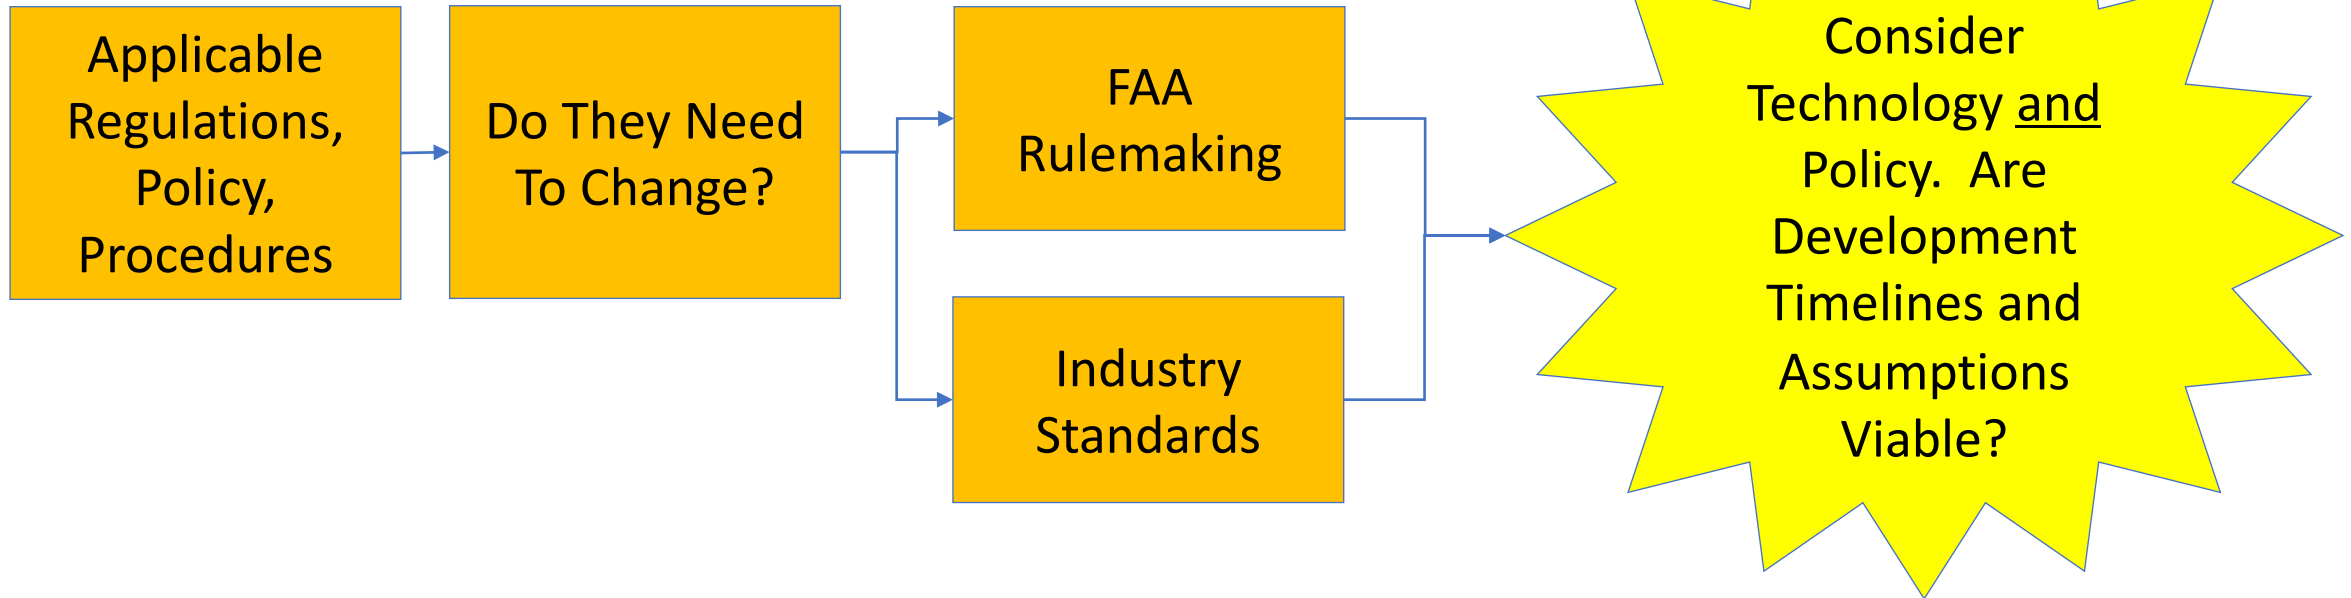 Applicable
Regulations,
Policy,
Procedures
Do They Need
To Change?
FAA
Rulemaking
Industry
Standards
Consider
Technology and
Policy.  Are
Development
Timelines and
Assumptions
Viable?